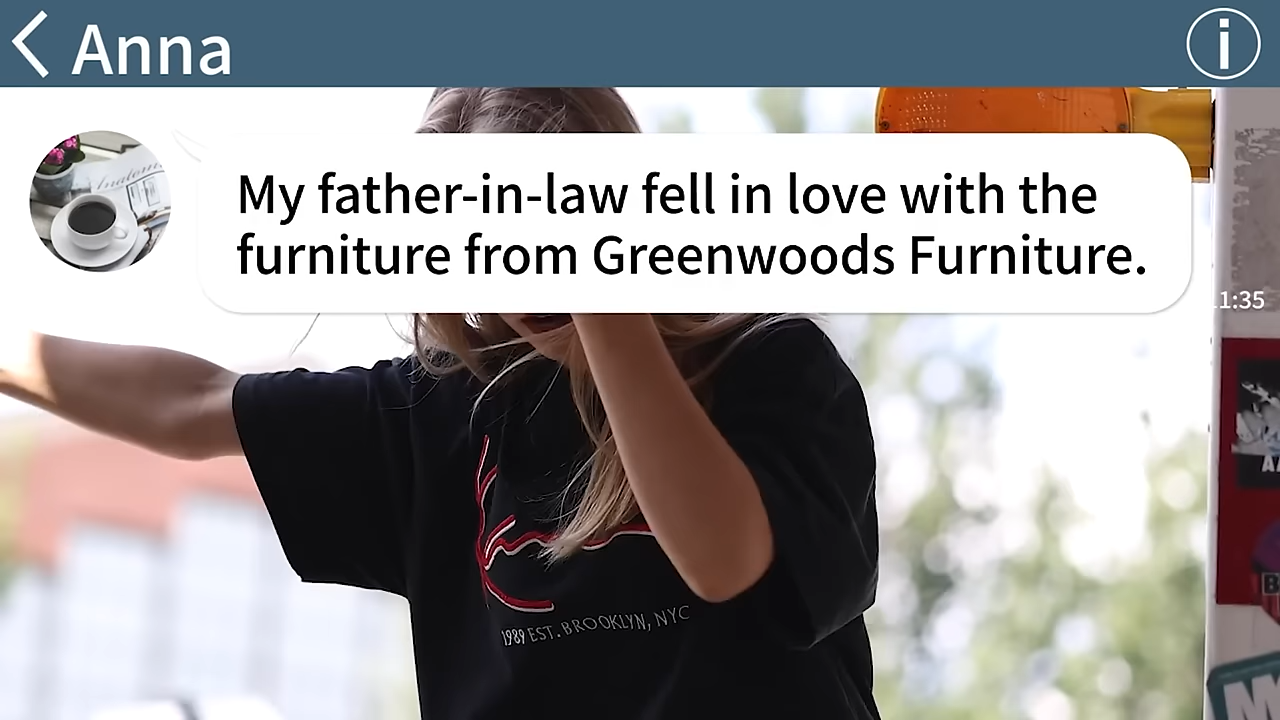 Anna
My father-in-law fell in love with the
furniture from Greenwoods Furniture.
1:35
1989 EST. BROOKLYN, NYC